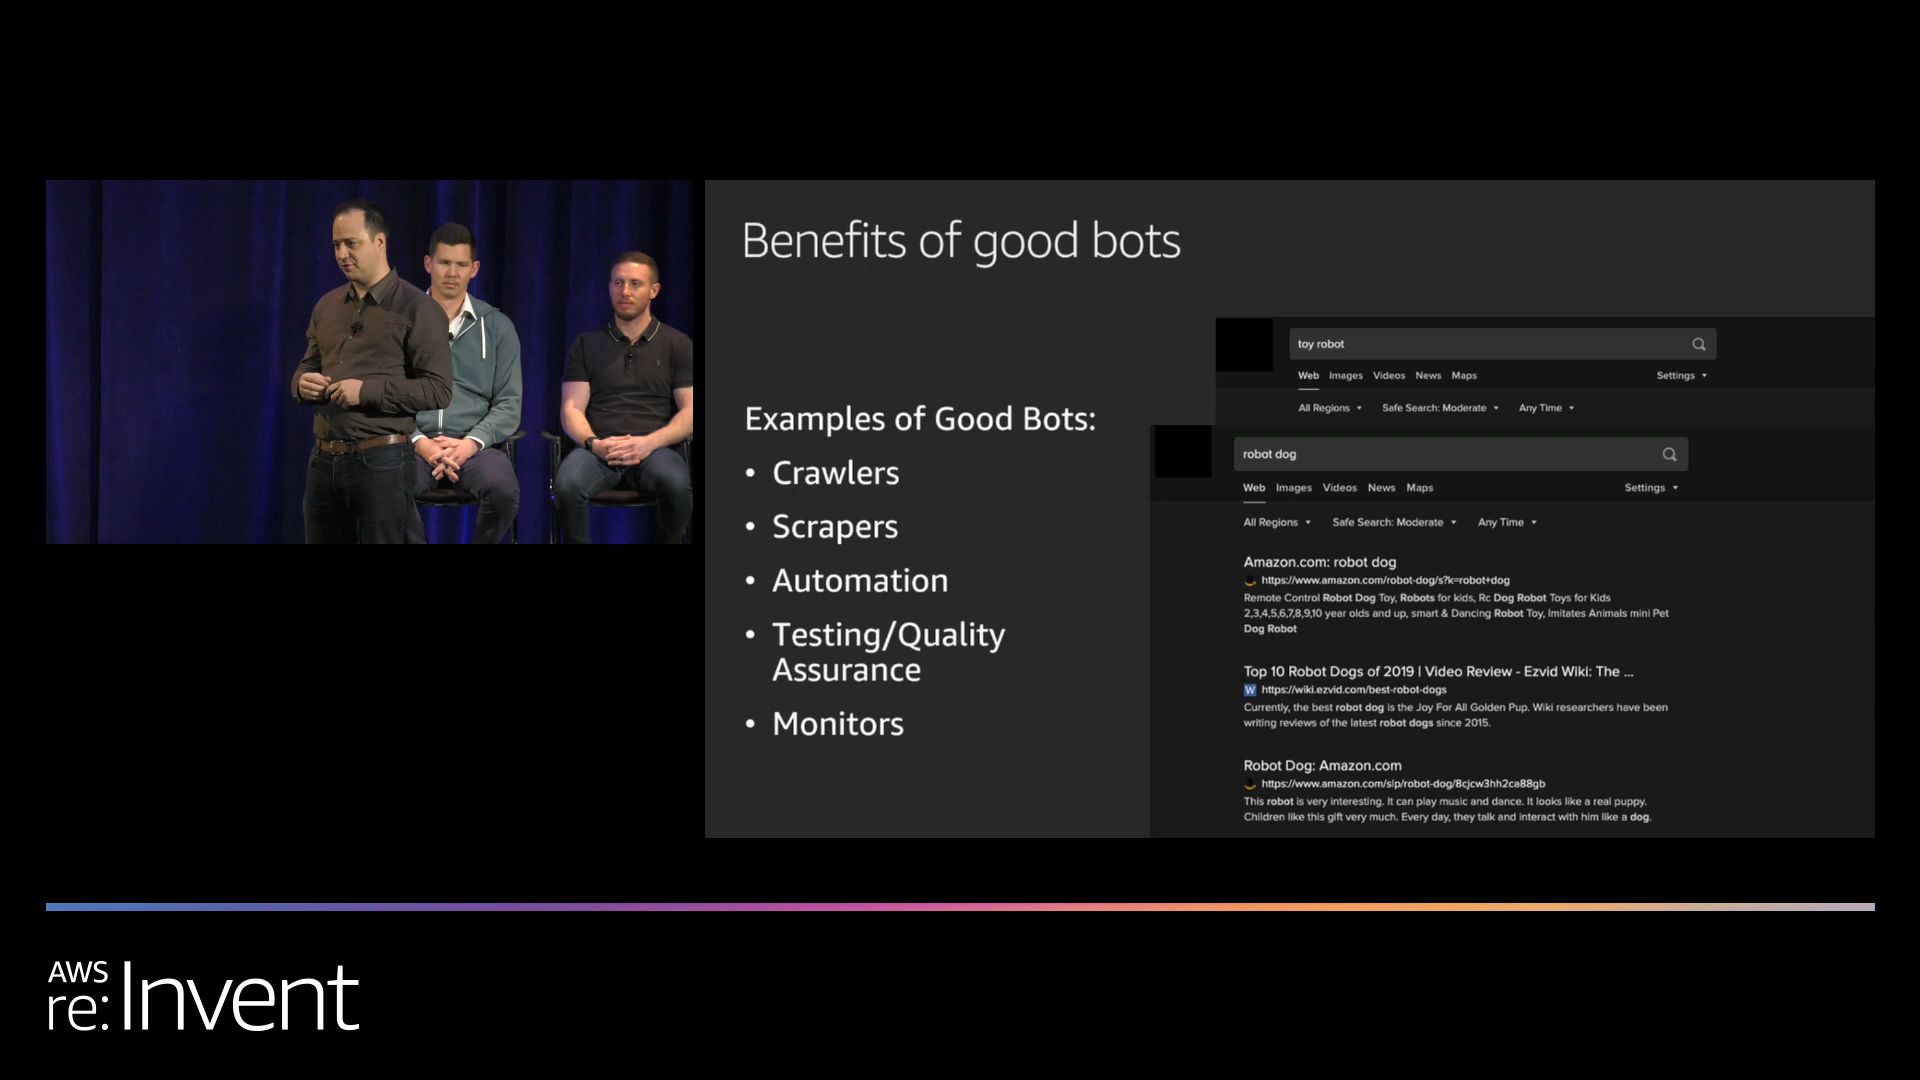 Benefits of good bots
Examples of Good Bots:
• Crawlers
• Scrapers
• Automation
• Testing/Quality
Assurance
• Monitors
toy robot
Web Images Videos News Maps Settings
All Regions Safe Search: Moderate Any Time
robot dog
Web Images Videos News Maps Settings
All Regions Safe Search: Moderate Any Time
Amazon.com: robot dog
https://www.amazon.com/robot-dog/s?k=robot+dog
Remote Control Robot Dog Toy, Robots for kids, Rc Dog Robot Toys for Kids
2,3,4,5,6,7,8,9,10 year olds and up, smart & Dancing Robot Toy, Imitates Animals mini Pet
Dog Robot
Top 10 Robot Dogs of 2019 | Video Review - Ezvid Wiki: The ...
W https://wiki.ezvid.com/best-robot-dogs
Currently, the best robot dog is the Joy For All Golden Pup. Wiki researchers have been
writing reviews of the latest robot dogs since 2015.
Robot Dog: Amazon.com
https://www.amazon.com/slp/robot-dog/8cjcw3hh2ca88gb
This robot is very interesting. It can play music and dance. It looks like a real puppy.
Children like this gift very much. Every day, they talk and interact with him like a dog.
AWS
re:Invent